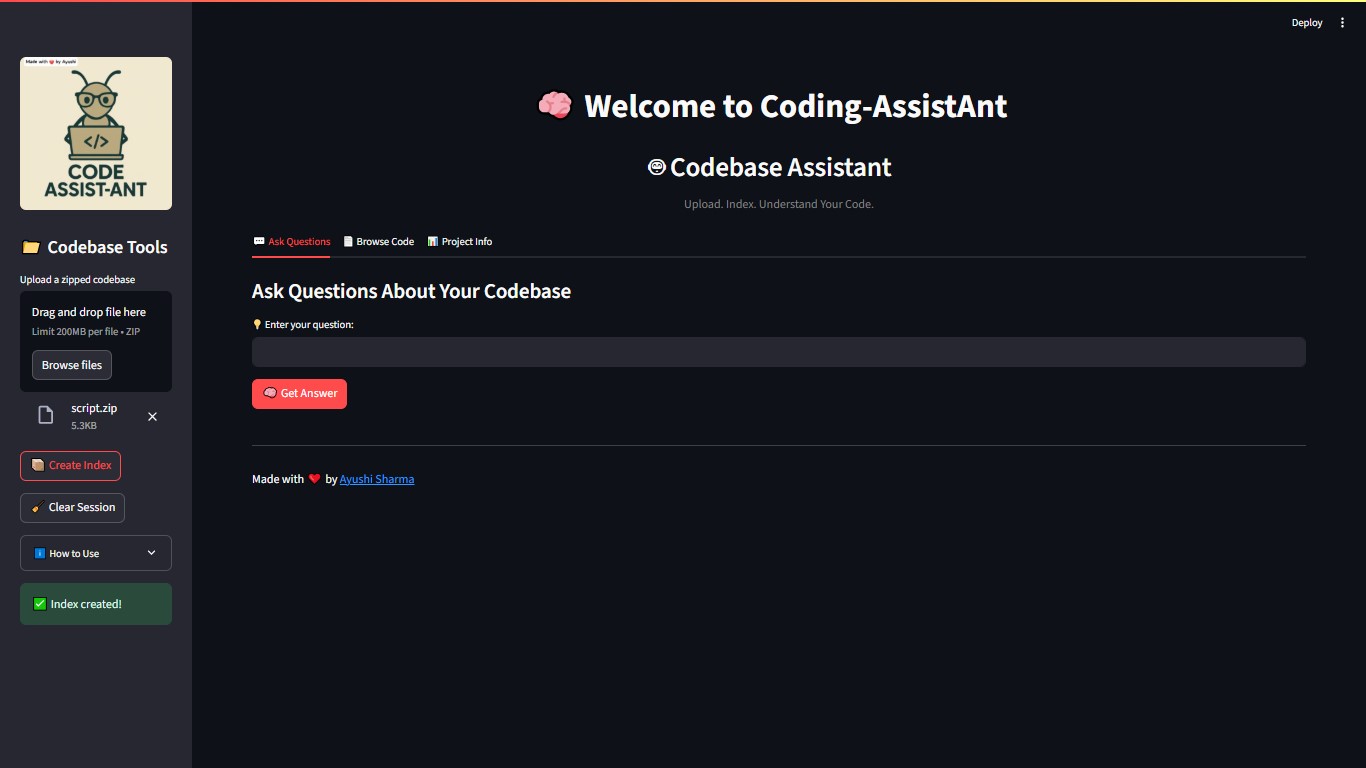 Deploy
Made with ❤️ by Ayushi
</>
CODE
ASSIST-ANT
📁 Codebase Tools
Upload a zipped codebase
Drag and drop file here
Limit 200MB per file • ZIP
Browse files
script.zip
5.3KB
📦 Create Index
🧹 Clear Session
ℹ️ How to Use
✅ Index created!
🧠 Welcome to Coding-AssistAnt
Codebase Assistant
Upload. Index. Understand Your Code.
💬 Ask Questions 📄 Browse Code 📊 Project Info
Ask Questions About Your Codebase
💡 Enter your question:
🧠 Get Answer
Made with ❤️ by Ayushi Sharma